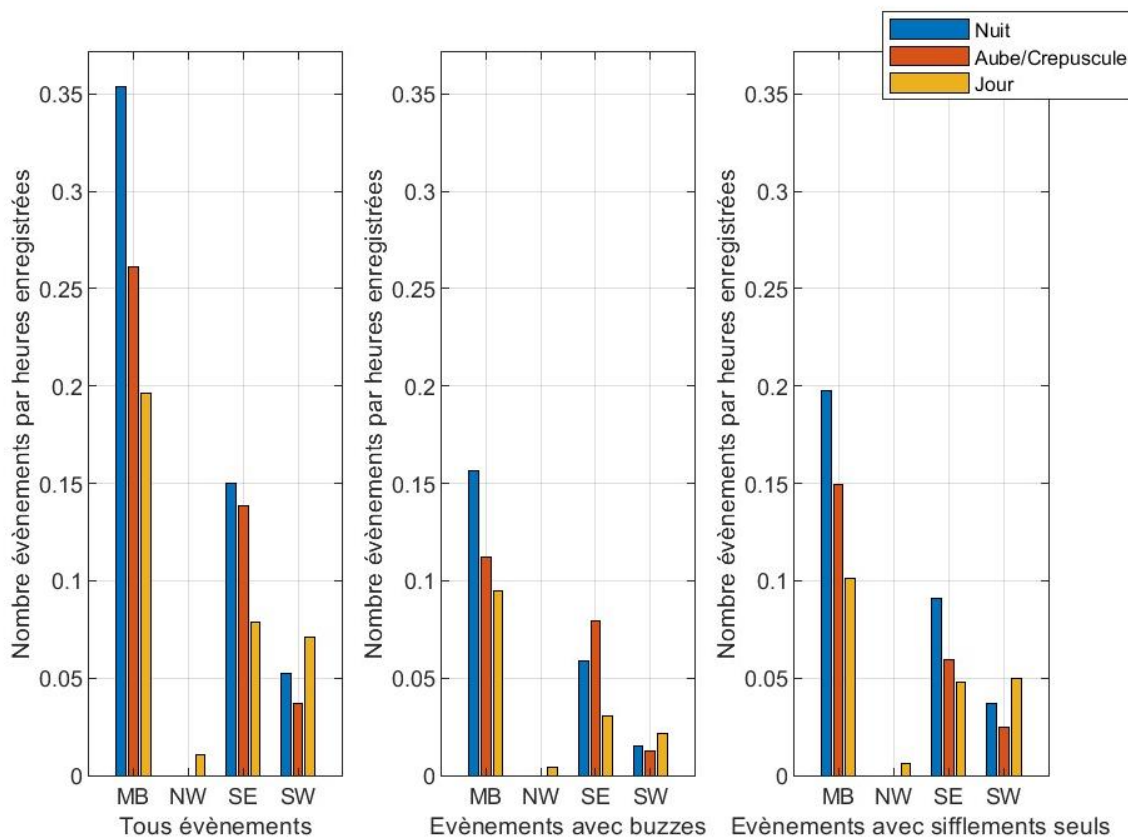 Nuit
Aube/Crepuscule
Jour
Nombre évènements par heures enregistrées
0.35
0.3
0.25
0.2
0.15
0.1
0.05
0
MB NW SE SW
Tous évènements
Nombre évènements par heures enregistrées
0.35
0.3
0.25
0.2
0.15
0.1
0.05
0
MB NW SE SW
Evènements avec buzzes
Nombre évènements par heures enregistrées
0.35
0.3
0.25
0.2
0.15
0.1
0.05
0
MB NW SE SW
Evènements avec sifflements seuls